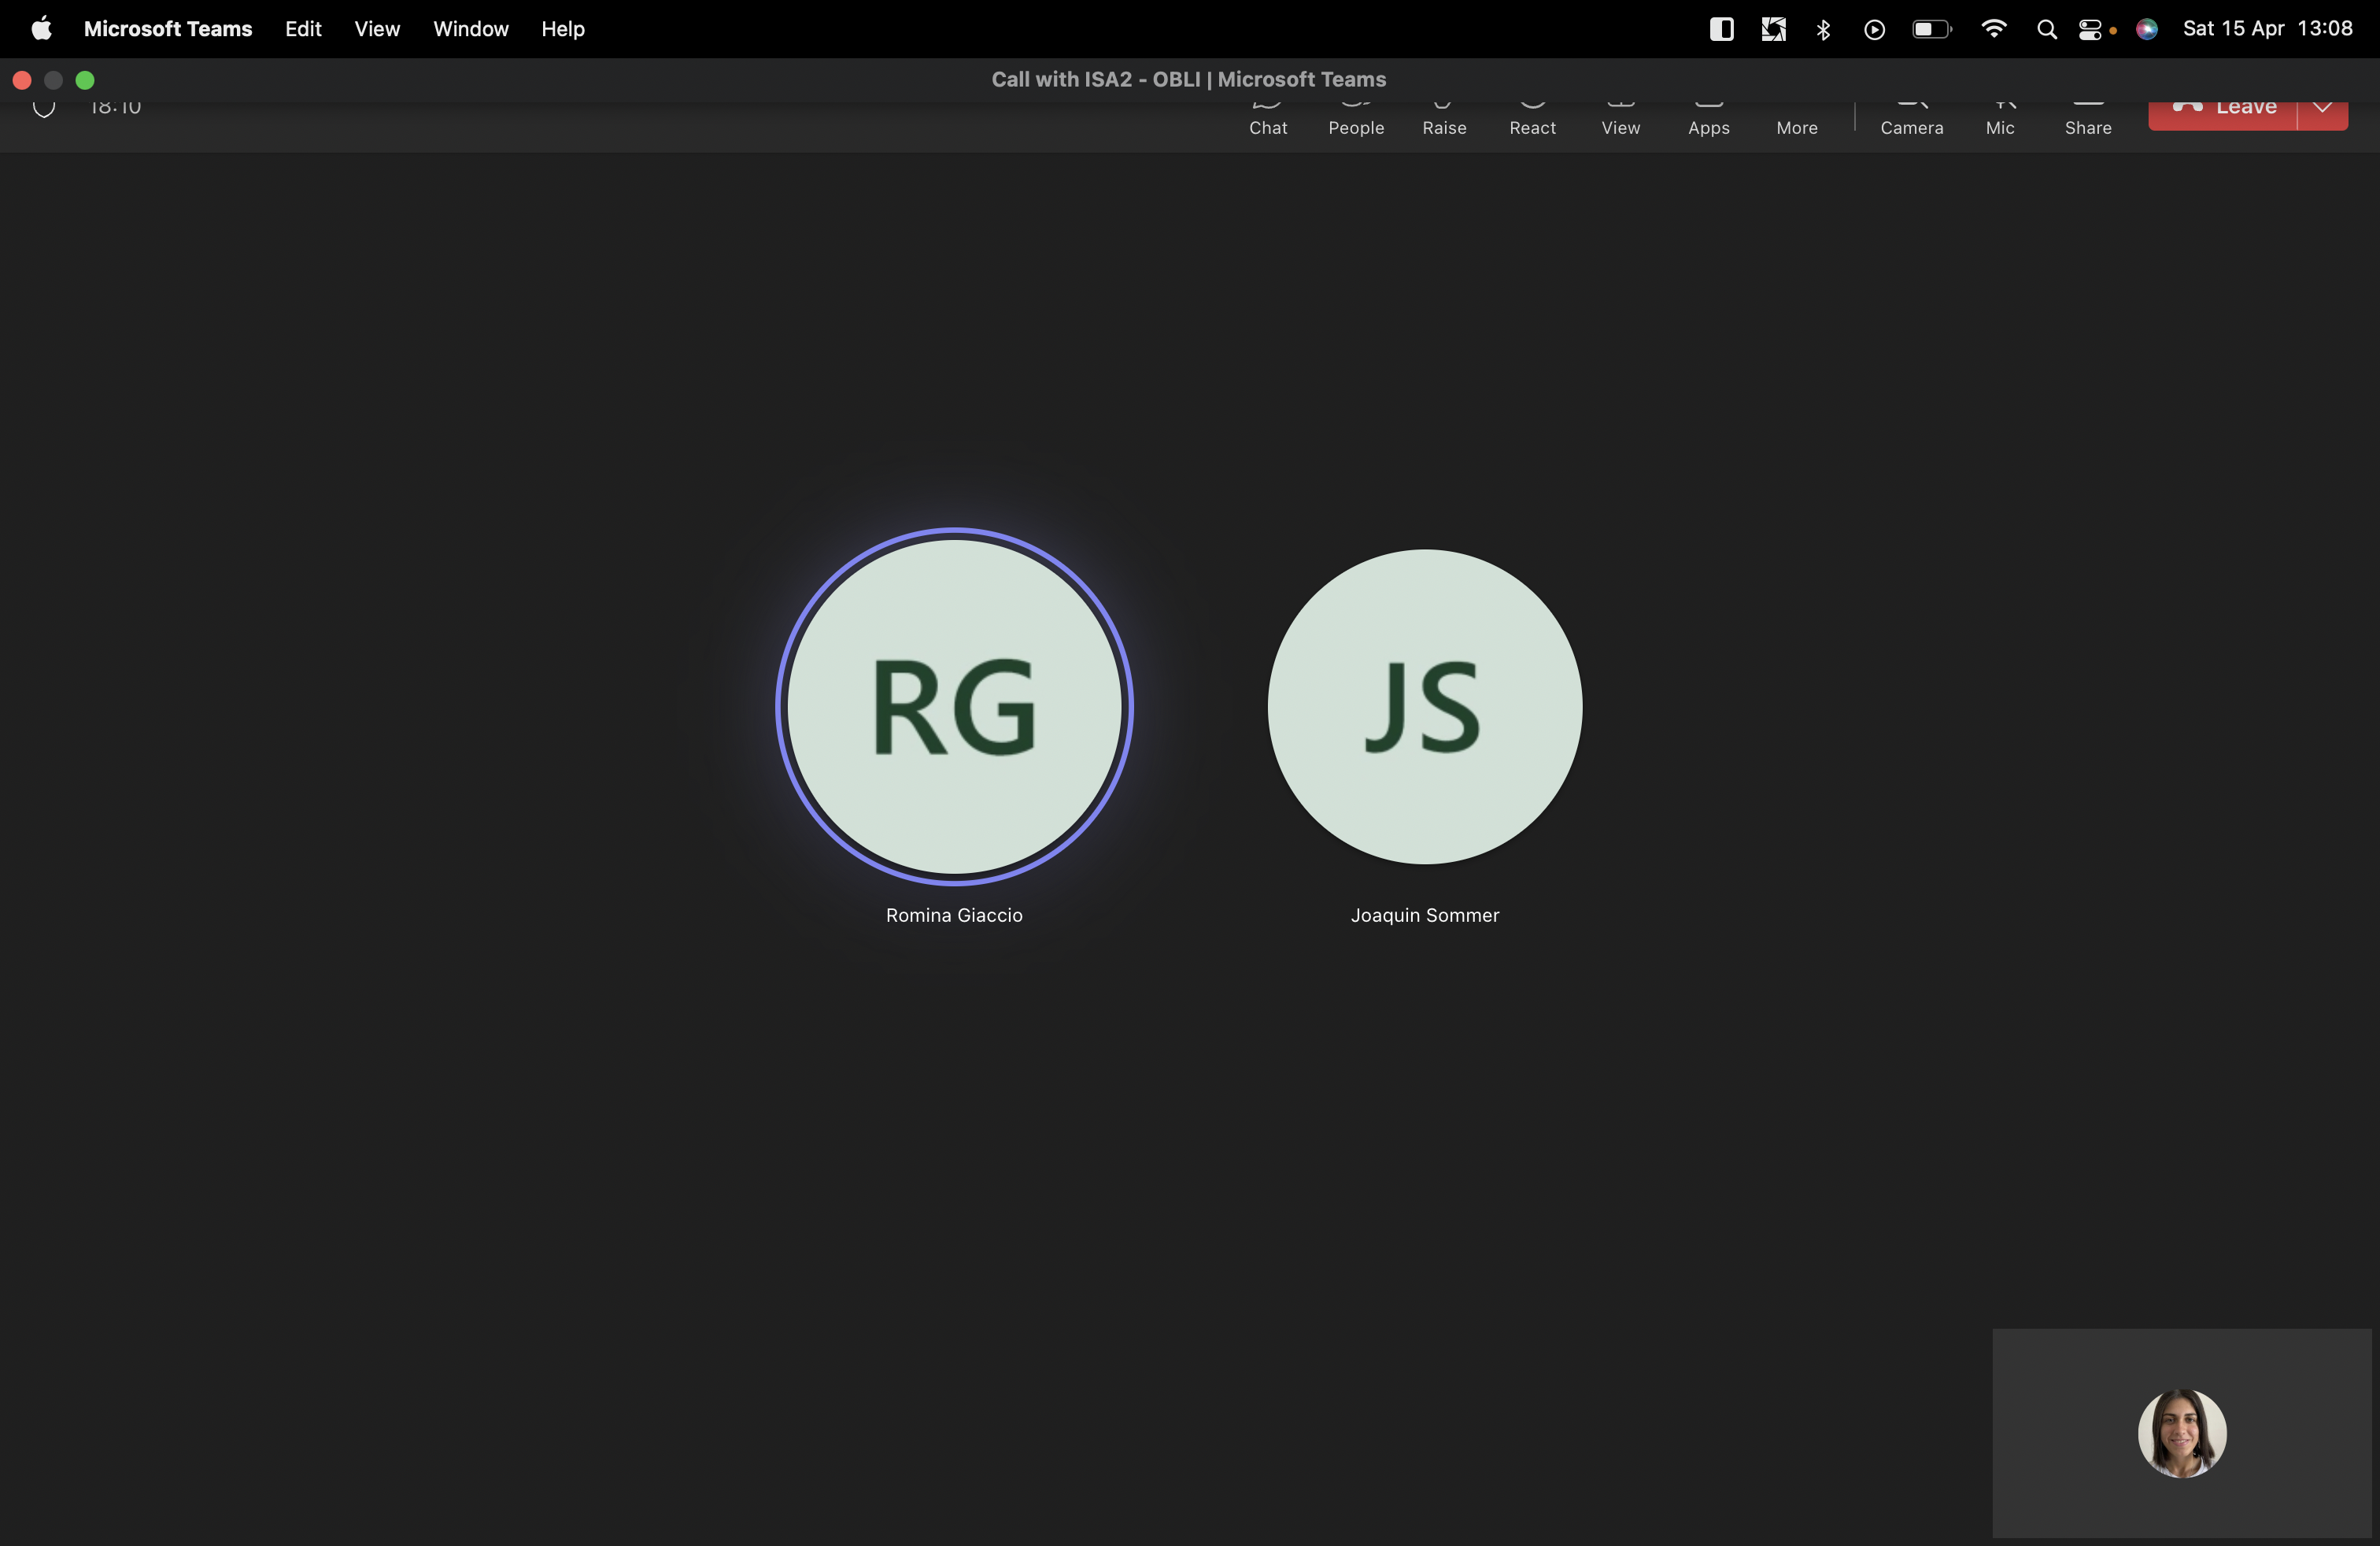 Microsoft Teams Edit View Window Help Sat 15 Apr 13:08
Call with ISA2 - OBLI | Microsoft Teams
18:10 Leave
Chat People Raise React View Apps More Camera Mic Share
RG JS
Romina Giaccio Joaquin Sommer